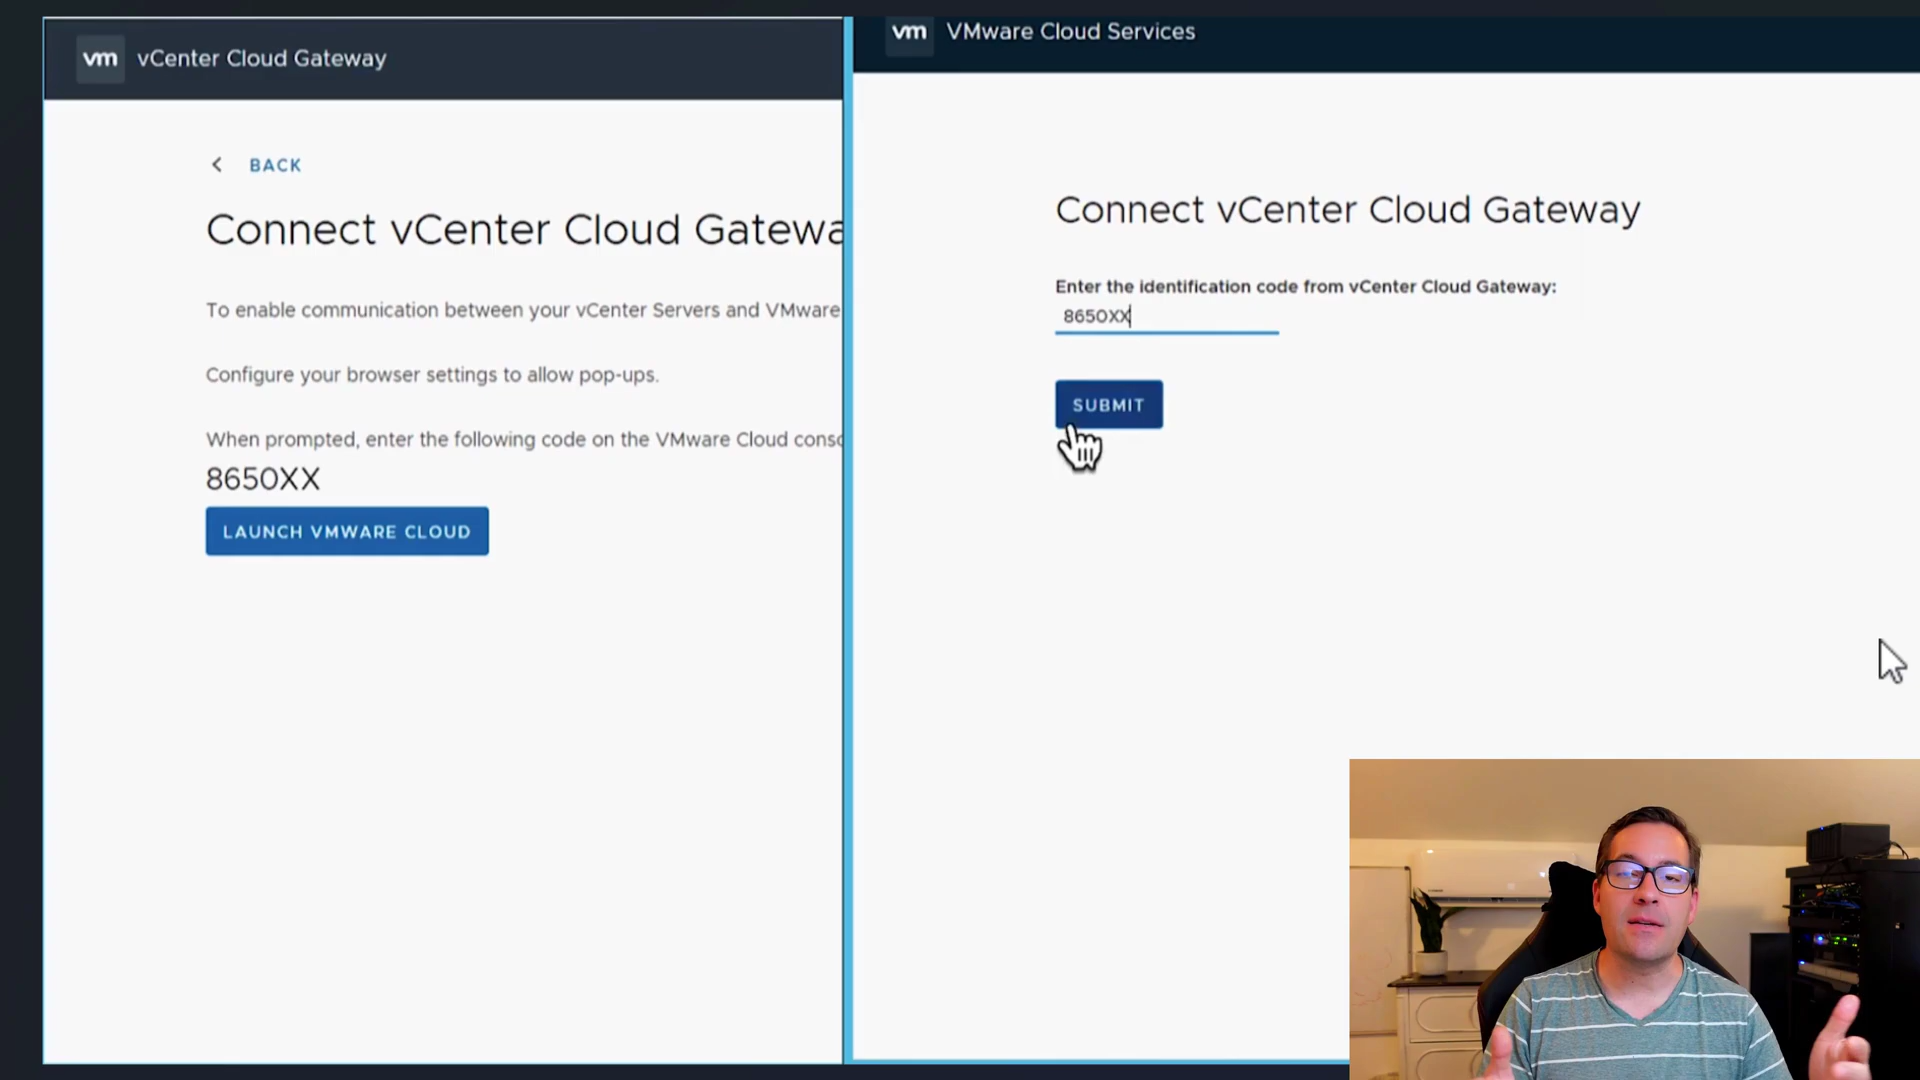 vm vCenter Cloud Gateway
BACK
Connect vCenter Cloud Gatewa
To enable communication between your vCenter Servers and VMware
Configure your browser settings to allow pop-ups.
When prompted, enter the following code on the VMware Cloud conso
8650XX
LAUNCH VMWARE CLOUD
vm VMware Cloud Services
Connect vCenter Cloud Gateway
Enter the identification code from vCenter Cloud Gateway:
8650XX
SUBMIT